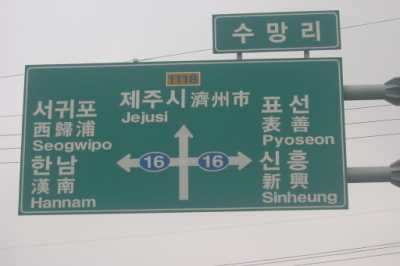 수망리
1118
제주시 濟州市
Jejusi
서귀포
西歸浦
Seogwipo
한남
漢南
Hannam
16
16
표선
表善
Pyoseon
신흥
新興
Sinheung